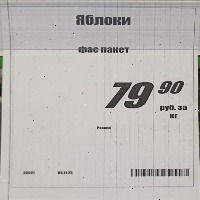 Яблоки
фас пакет
79 90
руб. за
кг
Россия